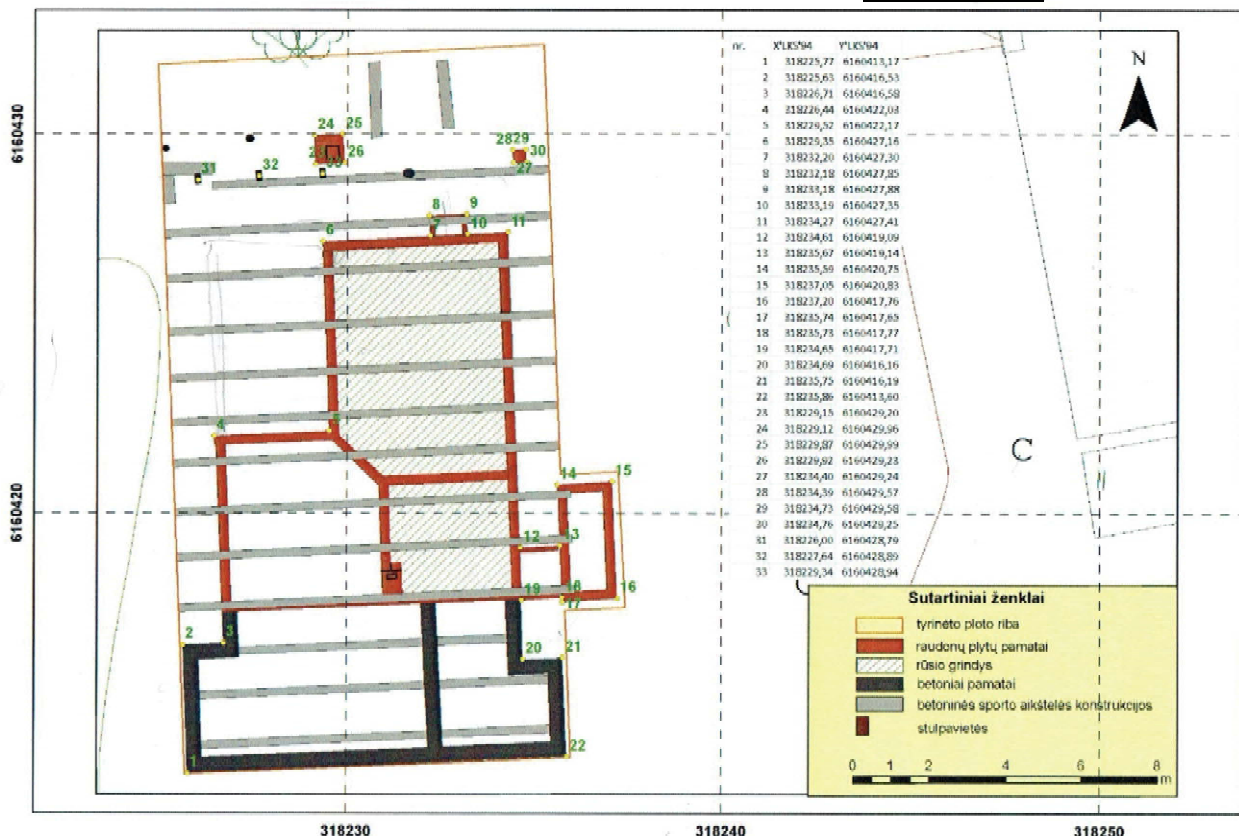 nr. X'LKS'94 Y'LKS'94
1 318225,77 6160413,17
2 318225,63 6160416,53
3 318226,71 6160416,58
4 318226,44 6160422,03
5 318229,52 6160422,17
6 318229,35 6160427,16
7 318232,20 6160427,30
8 318232,18 6160427,85
9 318233,18 6160427,88
10 318233,19 6160427,35
11 318234,27 6160427,41
12 318234,61 6160419,09
13 318235,67 6160419,14
14 318235,59 6160420,75
15 318237,05 6160420,83
16 318237,20 6160417,76
17 318235,74 6160417,65
18 318235,73 6160417,77
19 318234,65 6160417,71
20 318234,69 6160416,16
21 318235,75 6160416,19
22 318235,86 6160413,60
23 318229,15 6160429,20
24 318229,12 6160429,96
25 318229,87 6160429,99
26 318229,92 6160429,23
27 318234,40 6160429,24
28 318234,39 6160429,57
29 318234,73 6160429,58
30 318234,76 6160429,25
31 318226,00 6160428,79
32 318227,64 6160428,89
33 318229,34 6160428,94
N
6160430
6160420
24 25
26
28 29
30
27
31 32
8 9
7 10 11
6
4
14 15
12 13
19 16
17
2 3
20 21
1 22
C
Sutartiniai ženklai
tyrinėto ploto riba
raudonų plytų pamatai
rūsio grindys
betoniai pamatai
betoninės sporto aikštelės konstrukcijos
stulpavietės
0 1 2 4 6 8
m
318230 318240 318250